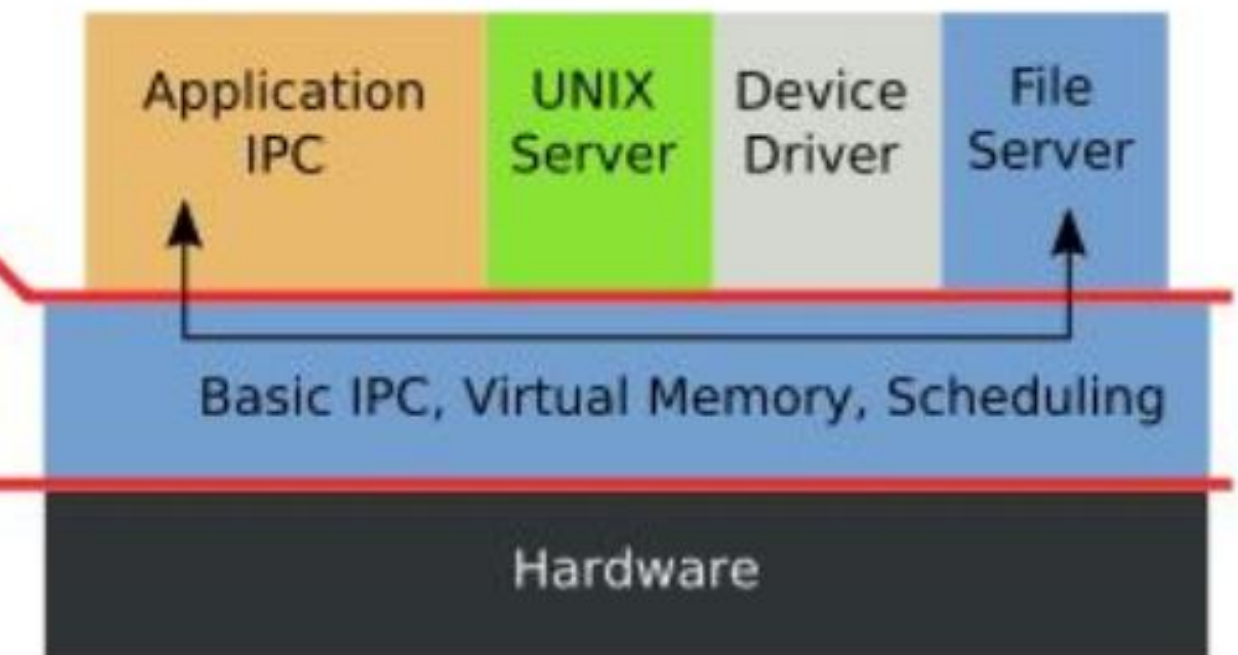 Application
IPC
UNIX
Server
Device
Driver
File
Server
Basic IPC, Virtual Memory, Scheduling
Hardware